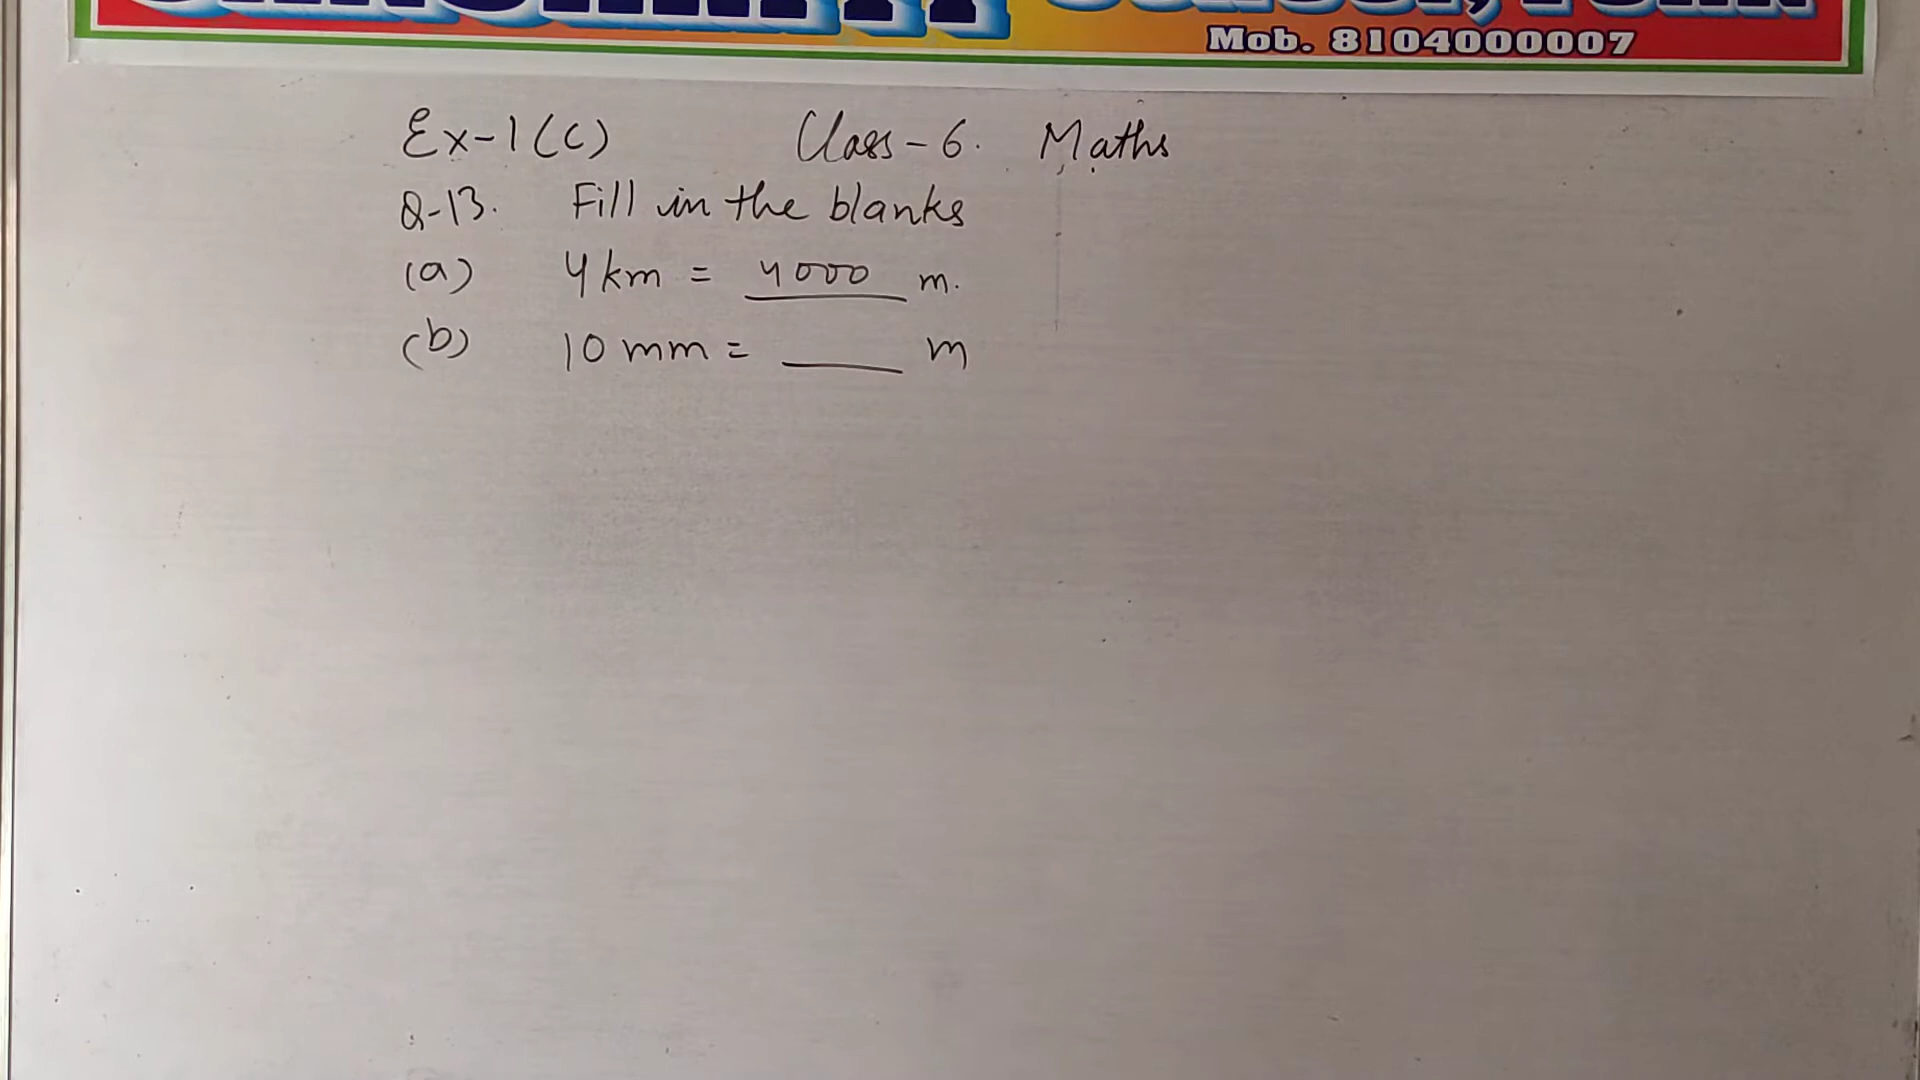 Mob. 8104000007
Ex-1(C) Class-6. Maths
Q-13. Fill in the blanks
(a) 4 km = 4000 m.
(b) 10 mm = ____ m